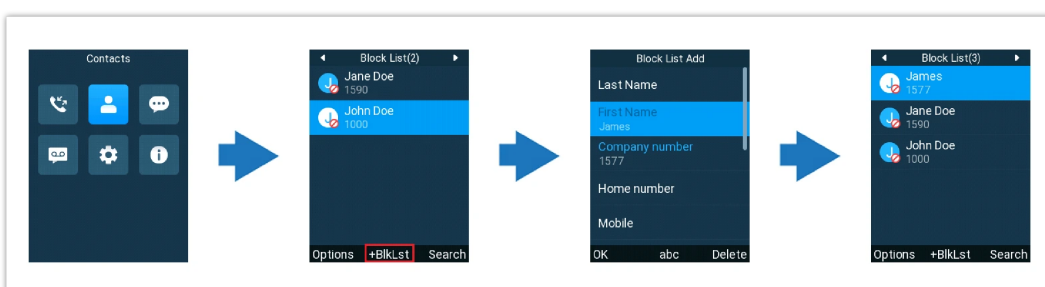 Contacts
Block List(2)
Jane Doe
1590
John Doe
1000
Options +BlkLst Search
Block List Add
Last Name
First Name
James
Company number
1577
Home number
Mobile
OK abc Delete
Block List(3)
James
1577
Jane Doe
1590
John Doe
1000
Options +BlkLst Search